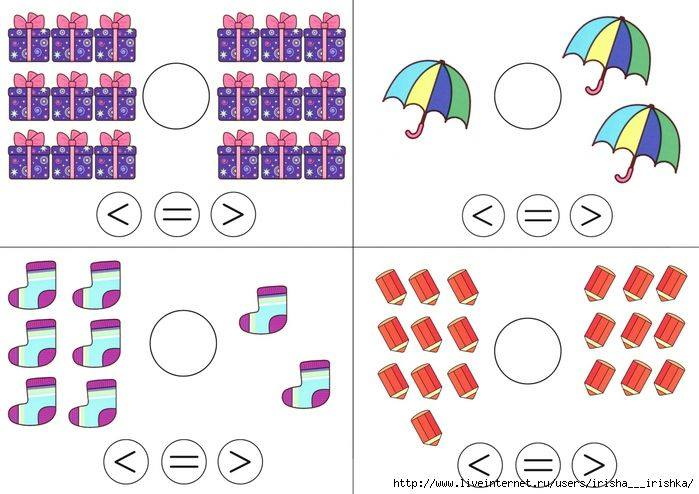 < = >
< = >
< = >
< = >
http://www.liveinternet.ru/users/irisha___irishka/